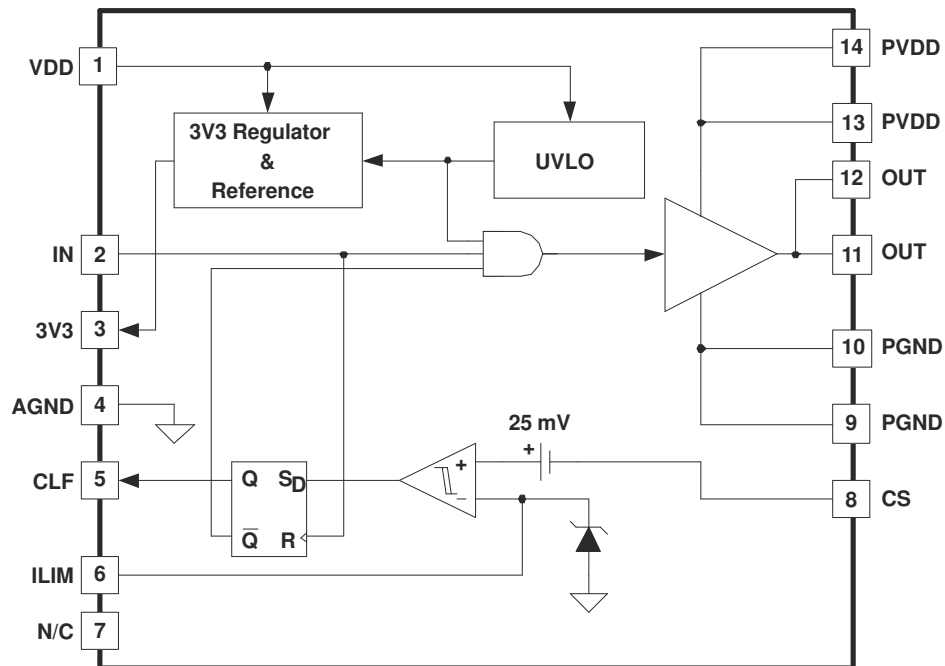 VDD 1
IN 2
3V3 3
AGND 4
CLF 5
ILIM 6
N/C 7
3V3 Regulator
&
Reference
UVLO
25 mV
+
+
–
Q SD
Q̅ R
14 PVDD
13 PVDD
12 OUT
11 OUT
10 PGND
9 PGND
8 CS